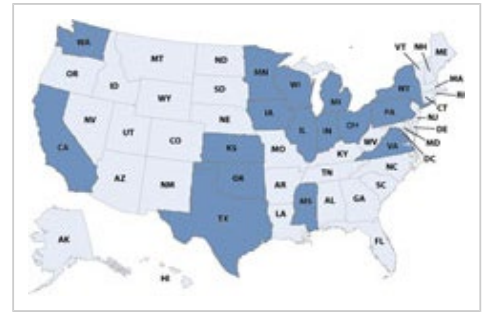 WA
MT
ND
MN
VT
NH
ME
OR
ID
SD
WI
MI
NY
MA
RI
WY
CT
NV
NE
IA
PA
NJ
UT
CO
IL
IN
OH
DE
CA
KS
MO
WV
VA
MD
KY
DC
AZ
NM
OK
AR
TN
NC
SC
TX
LA
MS
AL
GA
AK
FL
HI